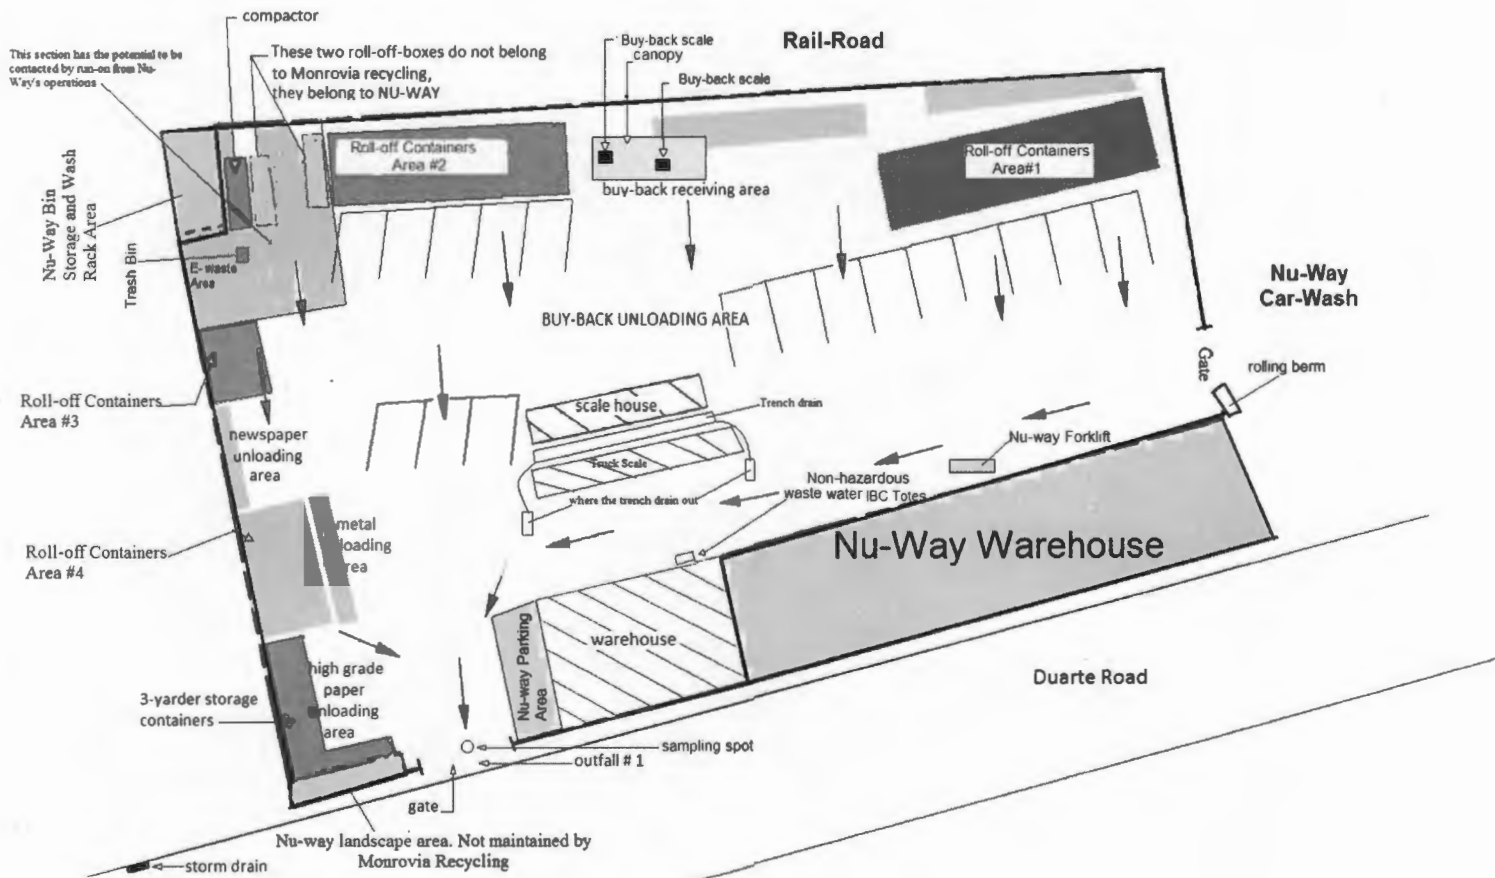 compactor
This section has the potential to be
contacted by run-on from Nu-
Way's operations
These two roll-off-boxes do not belong
to Monrovia recycling,
they belong to NU-WAY
Buy-back scale
canopy
Buy-back scale
Rail-Road
Roll-off Containers
Area #2
Roll-off Containers
Area#1
buy-back receiving area
Nu-Way Bin
Storage and Wash
Rack Area
Trash Bin
E-waste
Area
Nu-Way
Car-Wash
BUY-BACK UNLOADING AREA
Gate
rolling berm
Roll-off Containers
Area #3
scale house
Trench drain
newspaper
unloading
area
Truck Scale
Nu-way Forklift
Non-hazardous
waste water IBC Totes
where the trench drain out
metal
loading
area
Roll-off Containers
Area #4
Nu-Way Warehouse
warehouse
Nu-way Parking
Area
Duarte Road
high grade
paper
unloading
area
3-yarder storage
containers
sampling spot
outfall # 1
gate
Nu-way landscape area. Not maintained by
Monrovia Recycling
storm drain